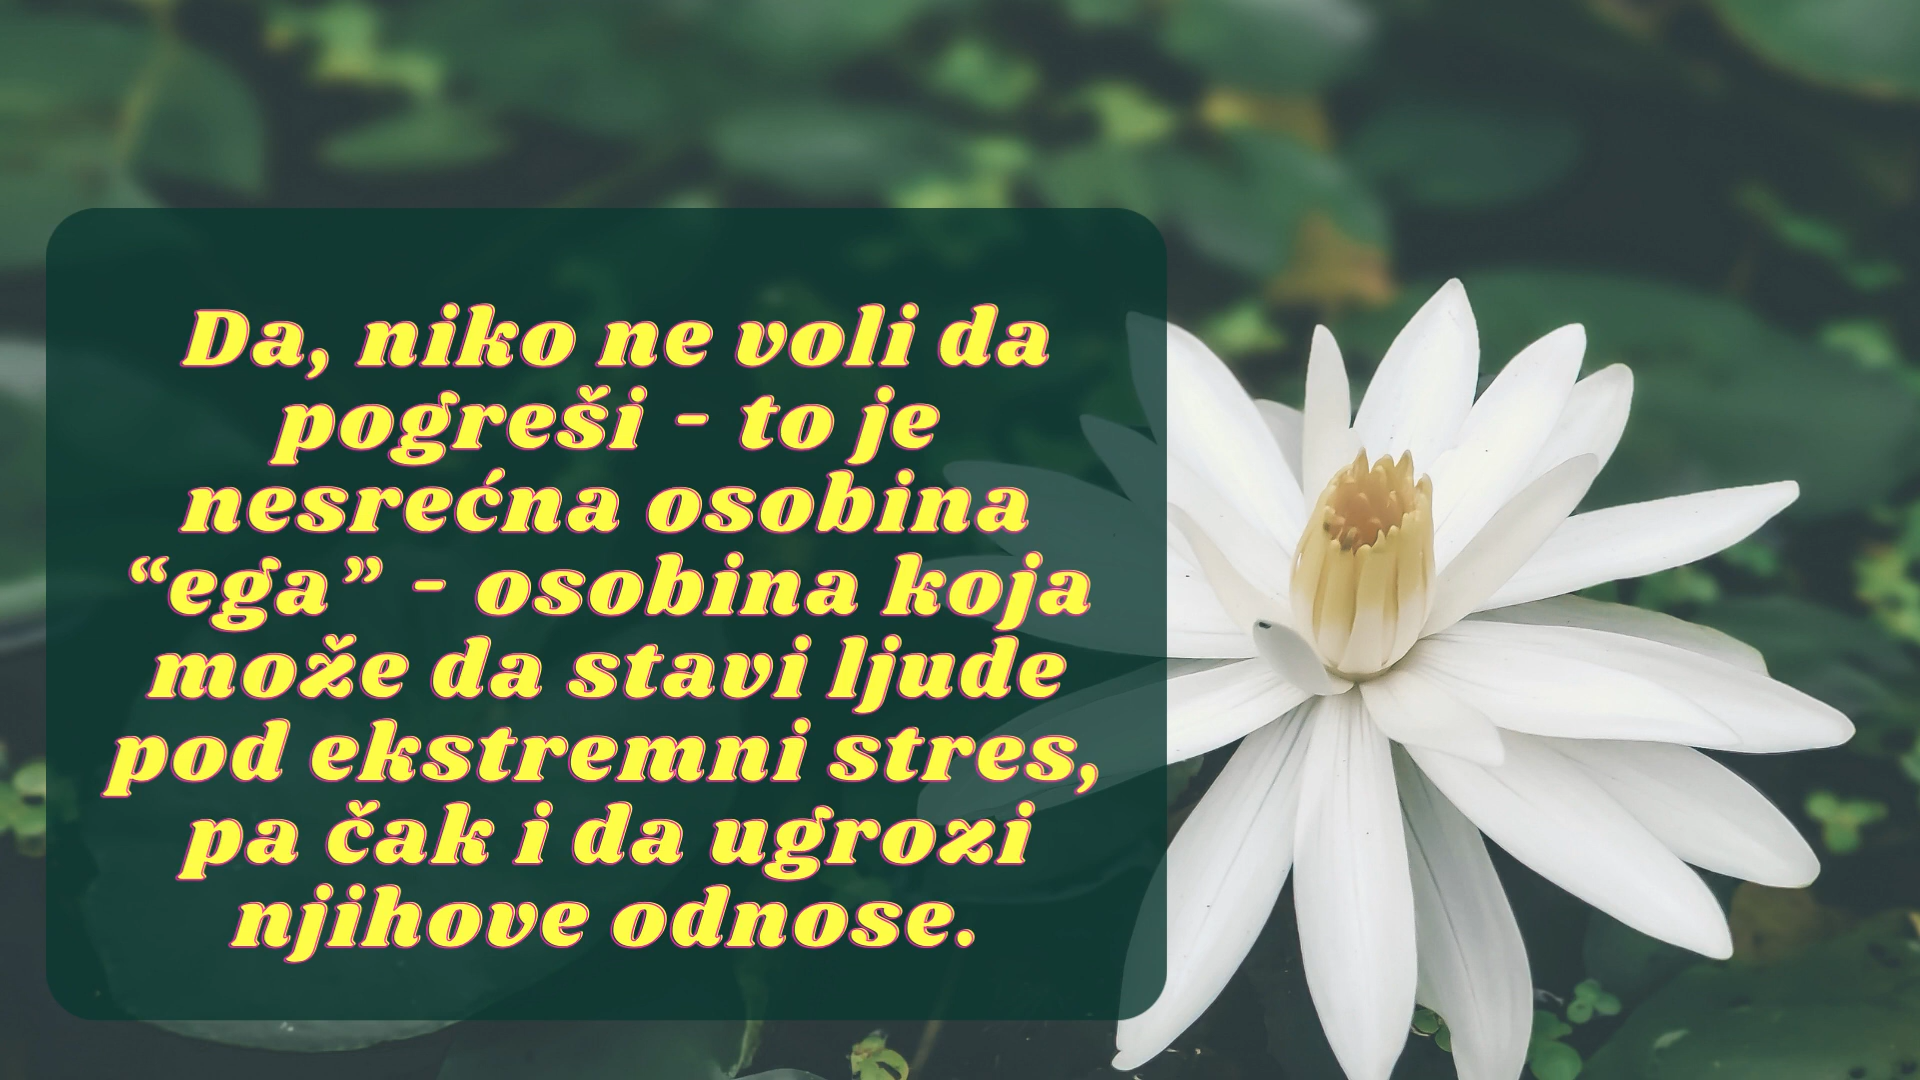 Da, niko ne voli da
pogreši - to je
nesrećna osobina
“ega” - osobina koja
može da stavi ljude
pod ekstremni stres,
pa čak i da ugrozi
njihove odnose.